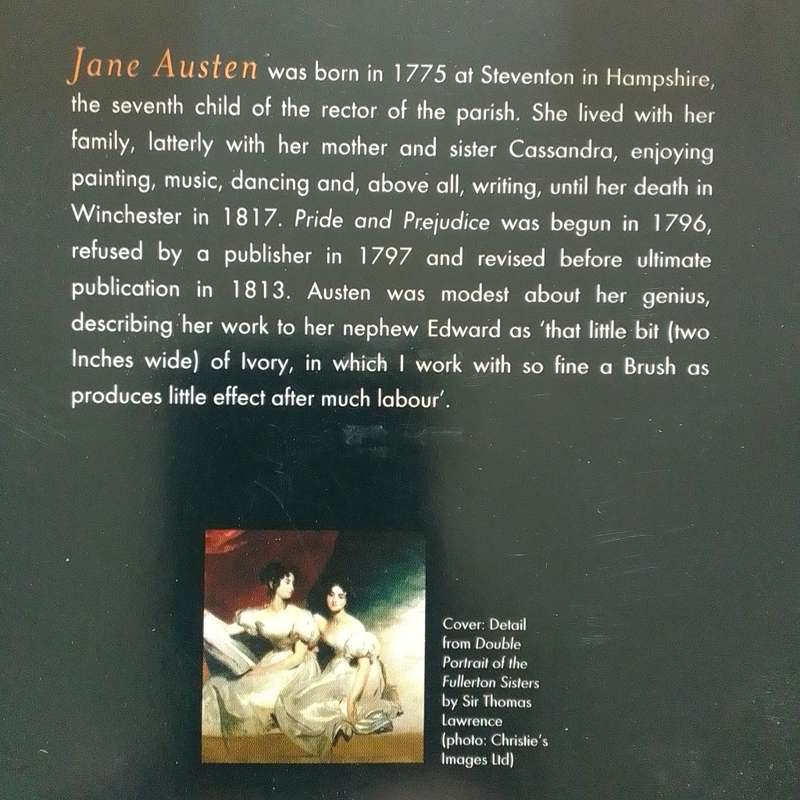 Jane Austen was born in 1775 at Steventon in Hampshire,
the seventh child of the rector of the parish. She lived with her
family, latterly with her mother and sister Cassandra, enjoying
painting, music, dancing and, above all, writing, until her death in
Winchester in 1817. Pride and Prejudice was begun in 1796,
refused by a publisher in 1797 and revised before ultimate
publication in 1813. Austen was modest about her genius,
describing her work to her nephew Edward as ‘that little bit (two
Inches wide) of Ivory, in which I work with so fine a Brush as
produces little effect after much labour’.
Cover: Detail
from Double
Portrait of the
Fullerton Sisters
by Sir Thomas
Lawrence
(photo: Christie’s
Images Ltd)